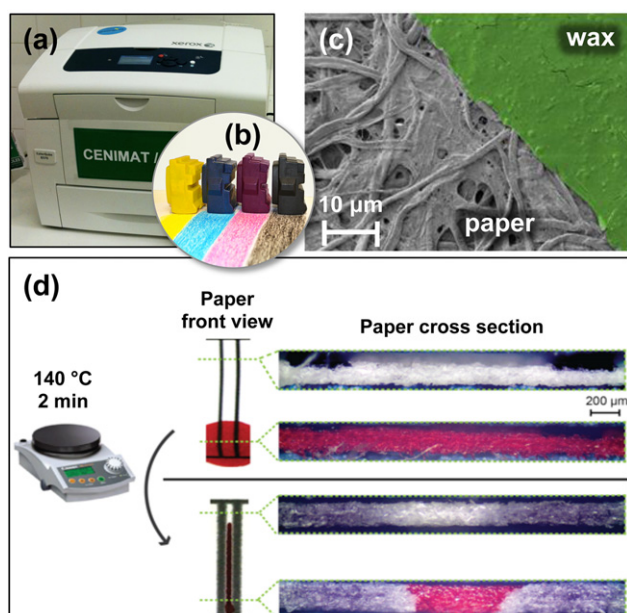 (a)
xerox
CENIMAT /
(b)
(c)
wax
10 µm
paper
(d)
Paper
front view
Paper cross section
140 °C
2 min
200 µm